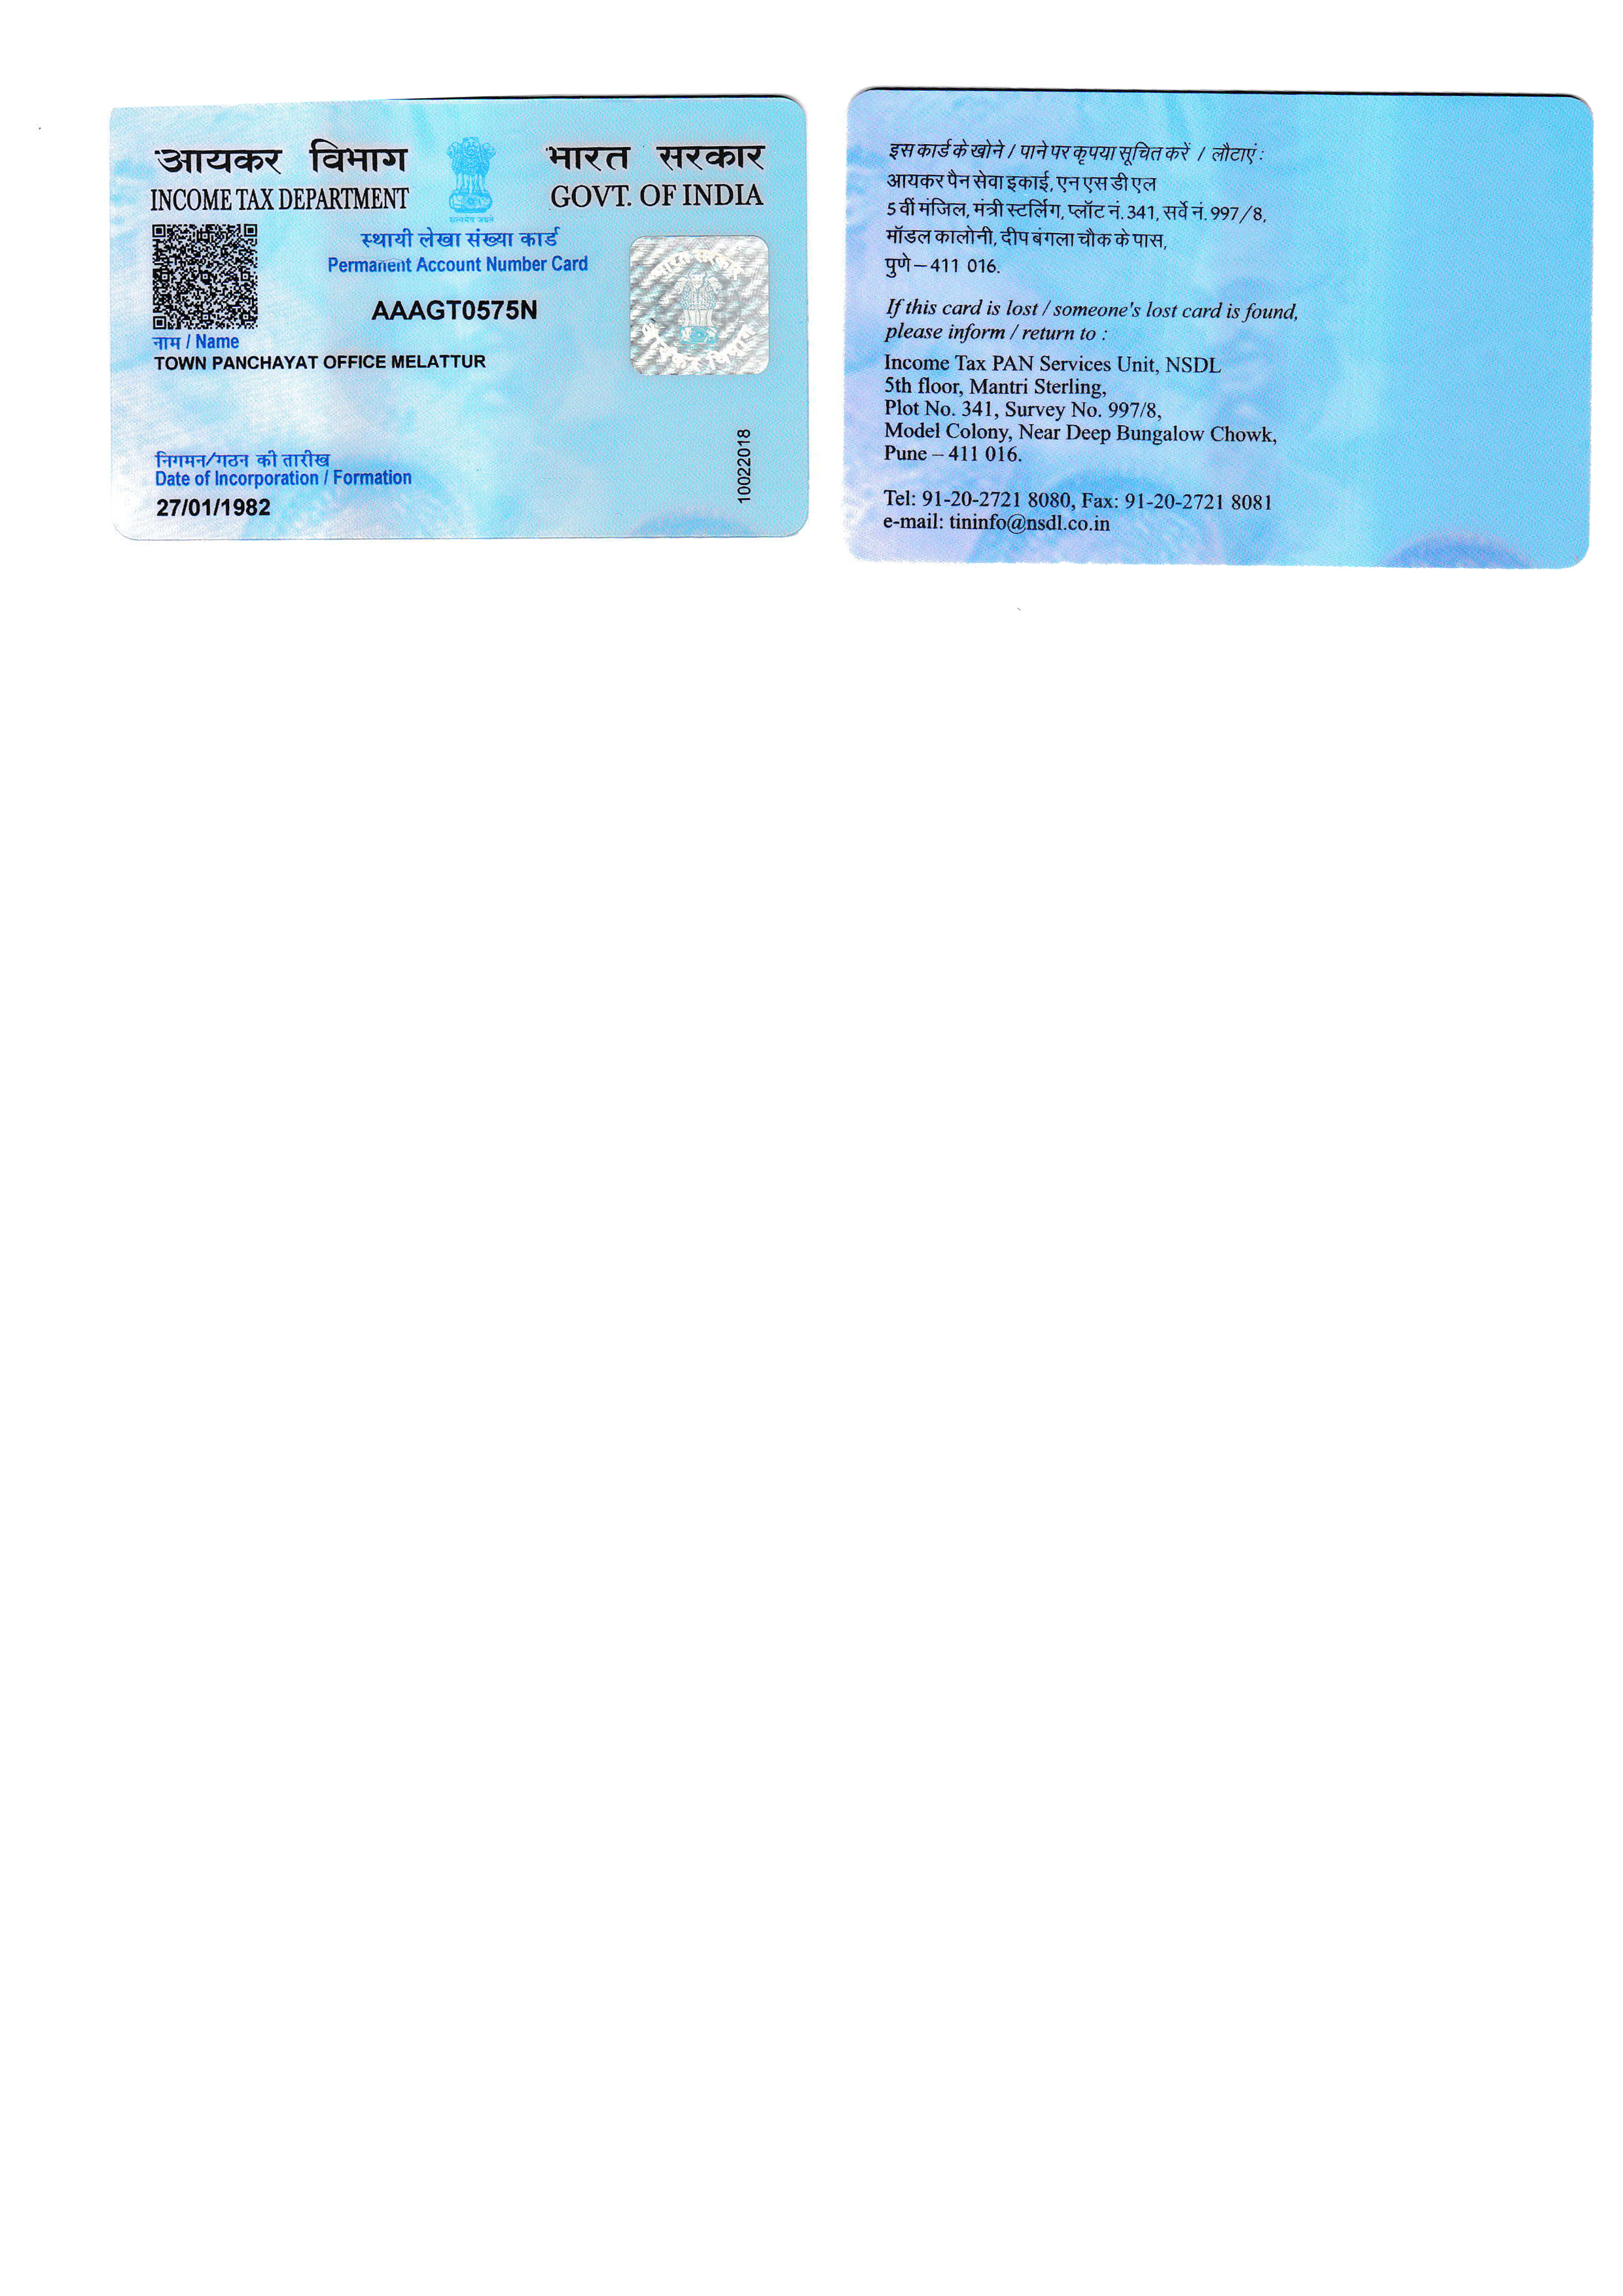 आयकर विभाग
INCOME TAX DEPARTMENT
सत्यमेव जयते
भारत सरकार
GOVT. OF INDIA
स्थायी लेखा संख्या कार्ड
Permanent Account Number Card
AAAGT0575N
नाम / Name
TOWN PANCHAYAT OFFICE MELATTUR
निगमन/गठन की तारीख
Date of Incorporation / Formation
27/01/1982
10022018
भारत सरकार
आयकर विभाग
इस कार्ड के खोने / पाने पर कृपया सूचित करें / लौटाएं :
आयकर पैन सेवा इकाई, एन एस डी एल
5 वीं मंजिल, मंत्री स्टर्लिंग, प्लॉट नं. 341, सर्वे नं. 997/8,
मॉडल कालोनी, दीप बंगला चौक के पास,
पुणे – 411 016.
If this card is lost / someone's lost card is found,
please inform / return to :
Income Tax PAN Services Unit, NSDL
5th floor, Mantri Sterling,
Plot No. 341, Survey No. 997/8,
Model Colony, Near Deep Bungalow Chowk,
Pune – 411 016.
Tel: 91-20-2721 8080, Fax: 91-20-2721 8081
e-mail: tininfo@nsdl.co.in